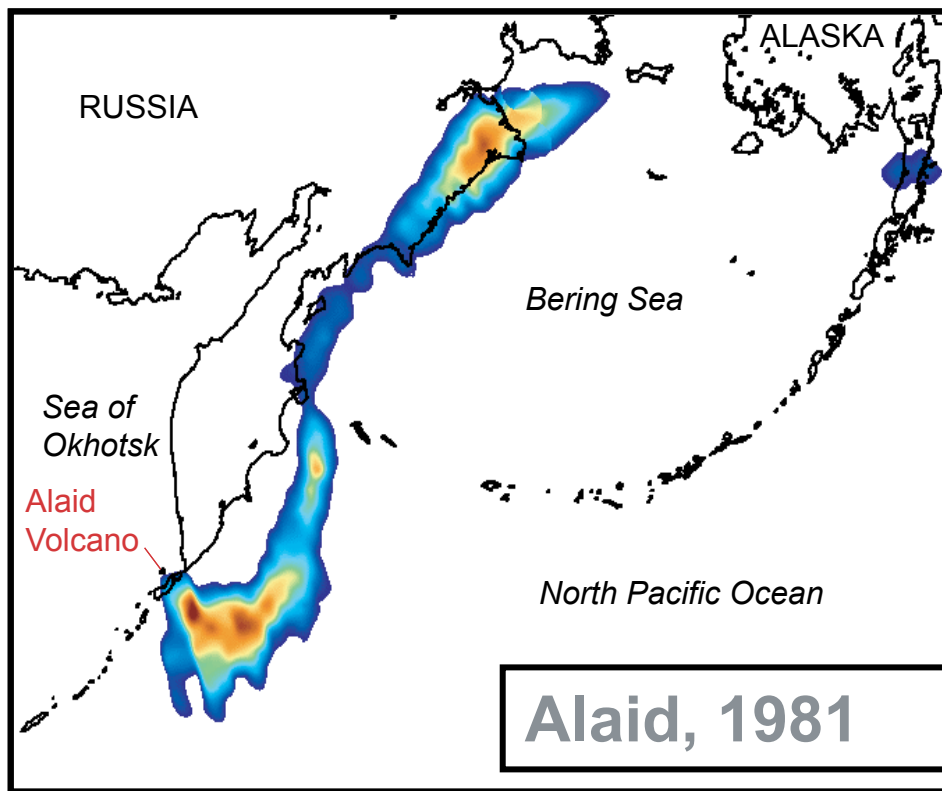 ALASKA
RUSSIA
Bering Sea
Sea of
Okhotsk
Alaid
Volcano
North Pacific Ocean
Alaid, 1981